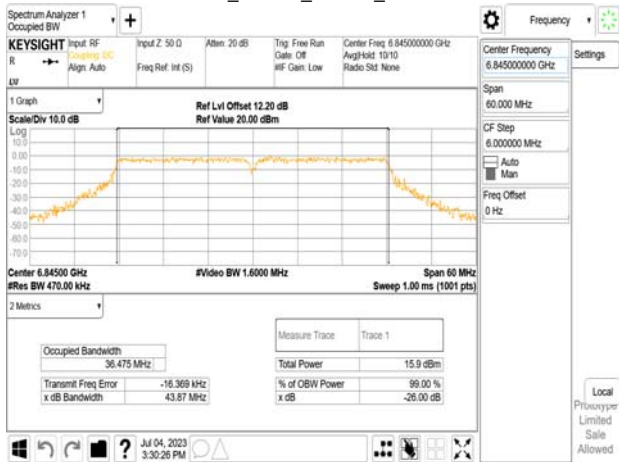 Spectrum Analyzer 1
Occupied BW
+
Frequency
KEYSIGHT
Input: RF
Coupling: DC
Align: Auto
Input Z: 50 Ω
Freq Ref: Int (S)
Atten: 20 dB
Trig: Free Run
Gate: Off
#IF Gain: Low
Center Freq: 6.845000000 GHz
Avg|Hold: 10/10
Radio Std: None
R
LXI
Center Frequency
6.845000000 GHz
Settings
Span
60.000 MHz
CF Step
6.000000 MHz
Auto
Man
Freq Offset
0 Hz
1 Graph
Scale/Div 10.0 dB
Ref Lvl Offset 12.20 dB
Ref Value 20.00 dBm
Log
10.0
0.00
-10.0
-20.0
-30.0
-40.0
-50.0
-60.0
-70.0
Center 6.84500 GHz
#Res BW 470.00 kHz
#Video BW 1.6000 MHz
Span 60 MHz
Sweep 1.00 ms (1001 pts)
2 Metrics
Measure Trace
Trace 1
Occupied Bandwidth
36.475 MHz
Total Power
15.9 dBm
Transmit Freq Error
-16.369 kHz
% of OBW Power
99.00 %
x dB Bandwidth
43.87 MHz
x dB
-26.00 dB
Local
Prototype
Limited
Sale
Allowed
?
Jul 04, 2023
3:30:26 PM